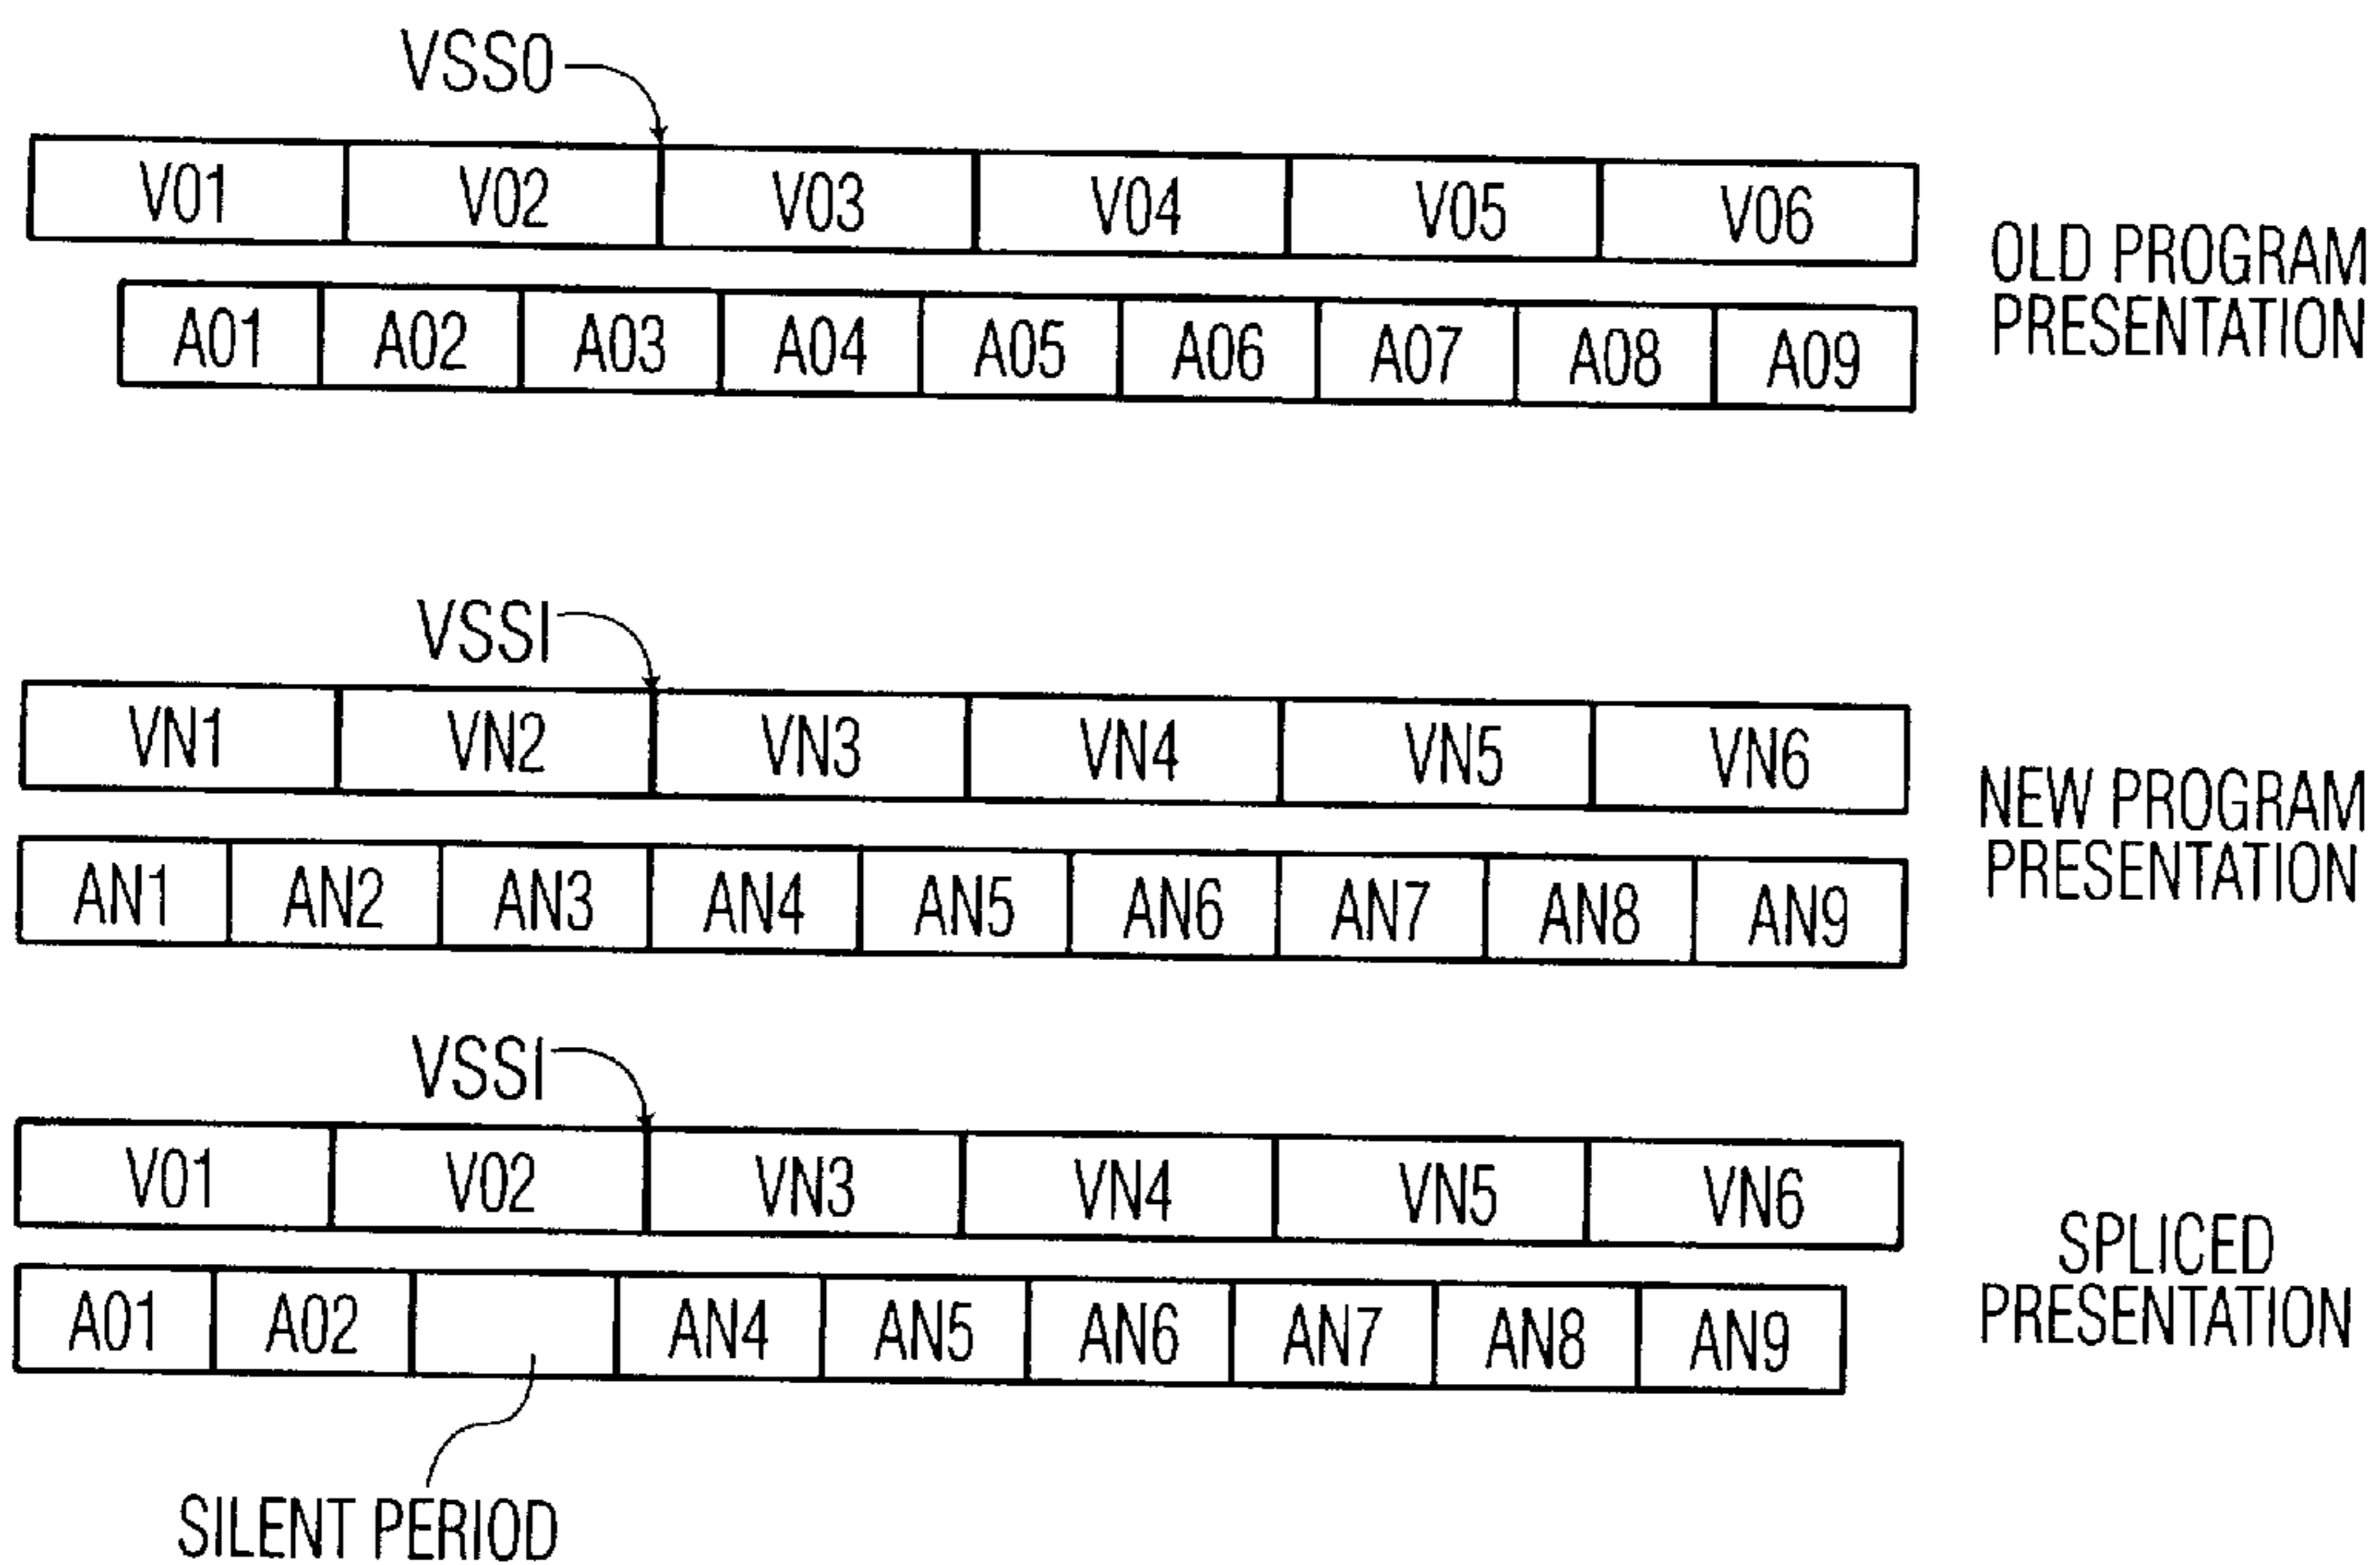 VSSO
V01 V02 V03 V04 V05 V06
A01 A02 A03 A04 A05 A06 A07 A08 A09
OLD PROGRAM
PRESENTATION
VSSI
VN1 VN2 VN3 VN4 VN5 VN6
AN1 AN2 AN3 AN4 AN5 AN6 AN7 AN8 AN9
NEW PROGRAM
PRESENTATION
VSSI
V01 V02 VN3 VN4 VN5 VN6
A01 A02 AN4 AN5 AN6 AN7 AN8 AN9
SPLICED
PRESENTATION
SILENT PERIOD